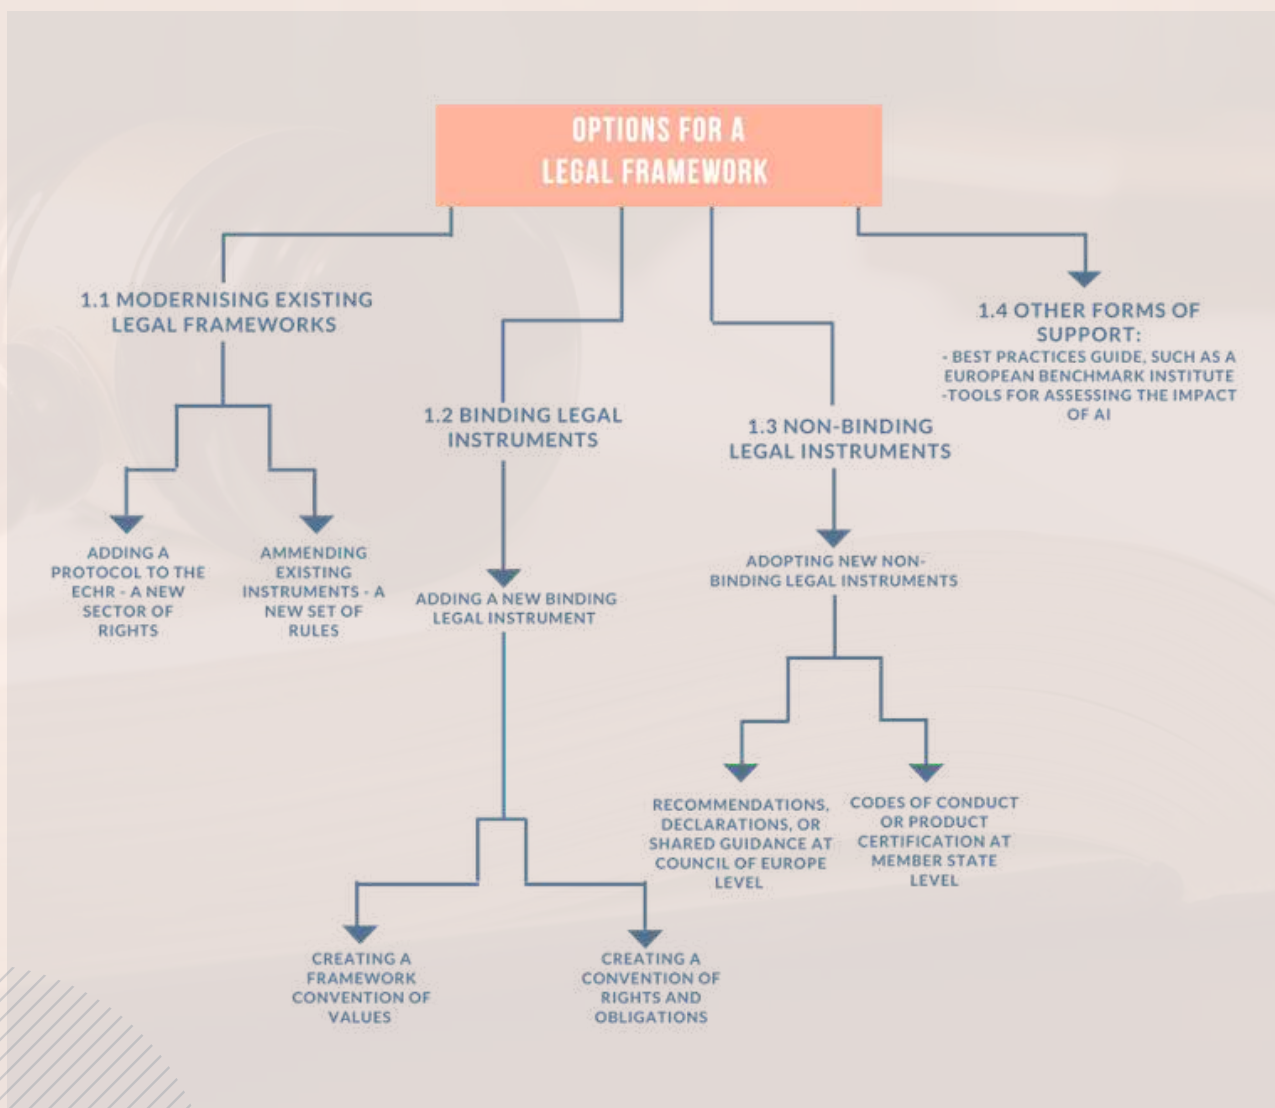 OPTIONS FOR A
LEGAL FRAMEWORK
1.1 MODERNISING EXISTING
LEGAL FRAMEWORKS
ADDING A
PROTOCOL TO THE
ECHR - A NEW
SECTOR OF
RIGHTS
AMMENDING
EXISTING
INSTRUMENTS - A
NEW SET OF
RULES
1.2 BINDING LEGAL
INSTRUMENTS
ADDING A NEW BINDING
LEGAL INSTRUMENT
CREATING A
FRAMEWORK
CONVENTION OF
VALUES
CREATING A
CONVENTION OF
RIGHTS AND
OBLIGATIONS
1.3 NON-BINDING
LEGAL INSTRUMENTS
ADOPTING NEW NON-
BINDING LEGAL INSTRUMENTS
RECOMMENDATIONS,
DECLARATIONS, OR
SHARED GUIDANCE AT
COUNCIL OF EUROPE
LEVEL
CODES OF CONDUCT
OR PRODUCT
CERTIFICATION AT
MEMBER STATE
LEVEL
1.4 OTHER FORMS OF
SUPPORT:
- BEST PRACTICES GUIDE, SUCH AS A
EUROPEAN BENCHMARK INSTITUTE
-TOOLS FOR ASSESSING THE IMPACT
OF AI